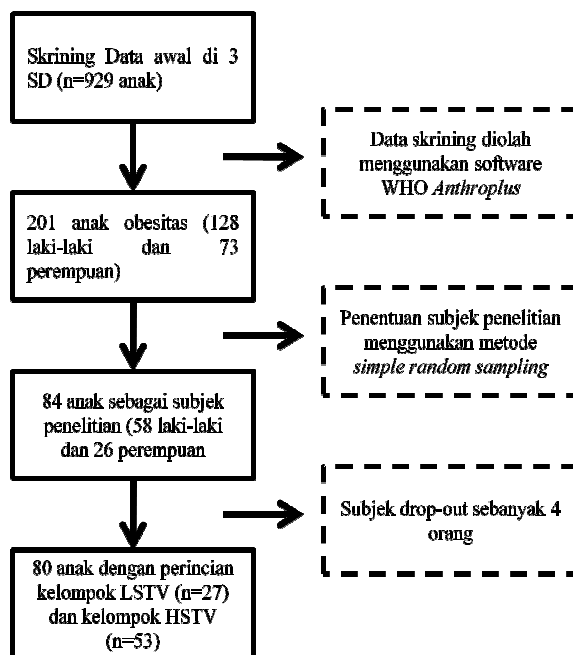 Skrining Data awal di 3
SD (n=929 anak)
Data skrining diolah
menggunakan software
WHO Anthroplus
201 anak obesitas (128
laki-laki dan 73
perempuan)
Penentuan subjek penelitian
menggunakan metode
simple random sampling
84 anak sebagai subjek
penelitian (58 laki-laki
dan 26 perempuan
Subjek drop-out sebanyak 4
orang
80 anak dengan perincian
kelompok LSTV (n=27)
dan kelompok HSTV
(n=53)